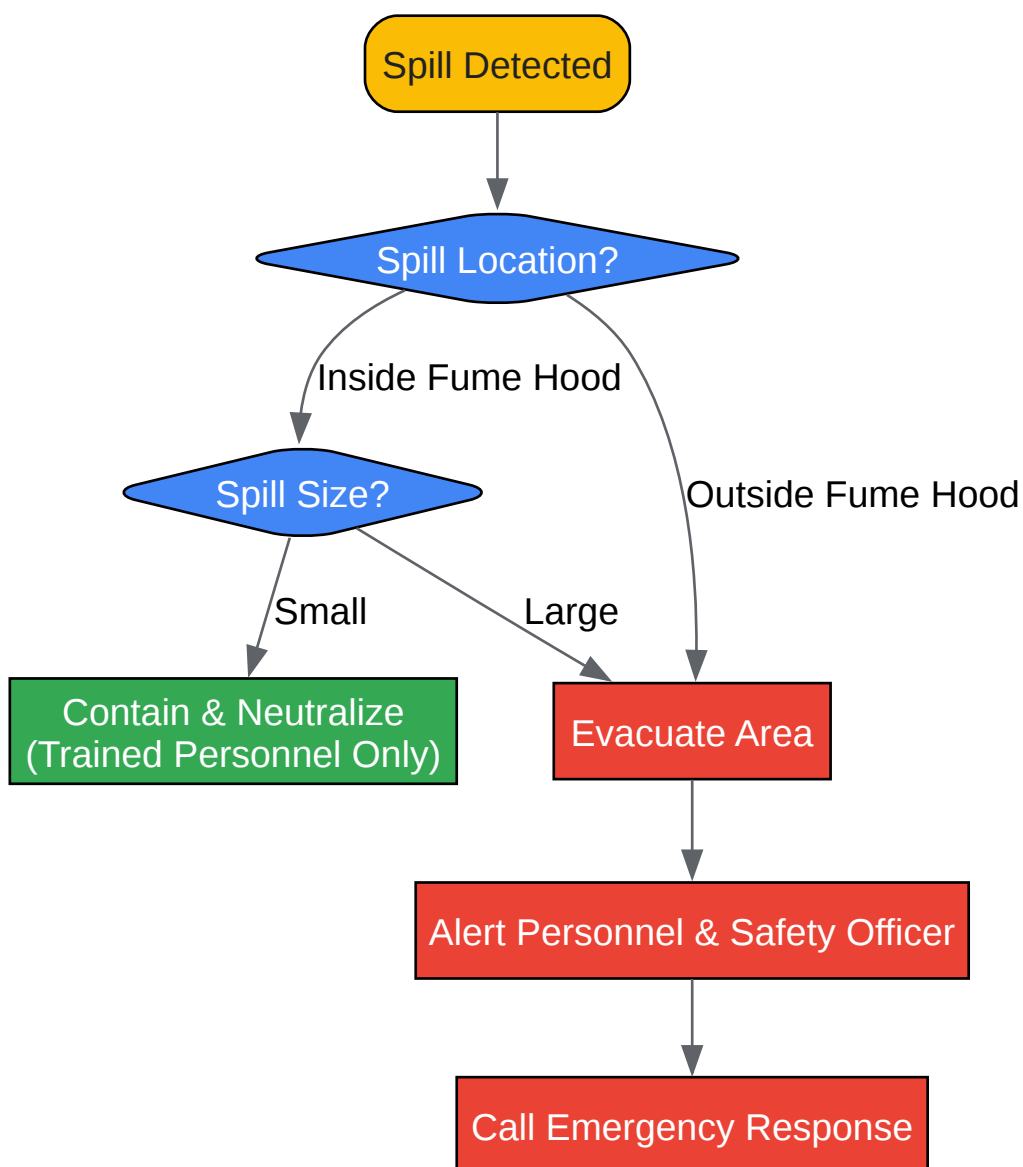 Spill Detected
Spill Location?
Inside Fume Hood
Spill Size?
Outside Fume Hood
Small
Large
Contain & Neutralize
(Trained Personnel Only)
Evacuate Area
Alert Personnel & Safety Officer
Call Emergency Response